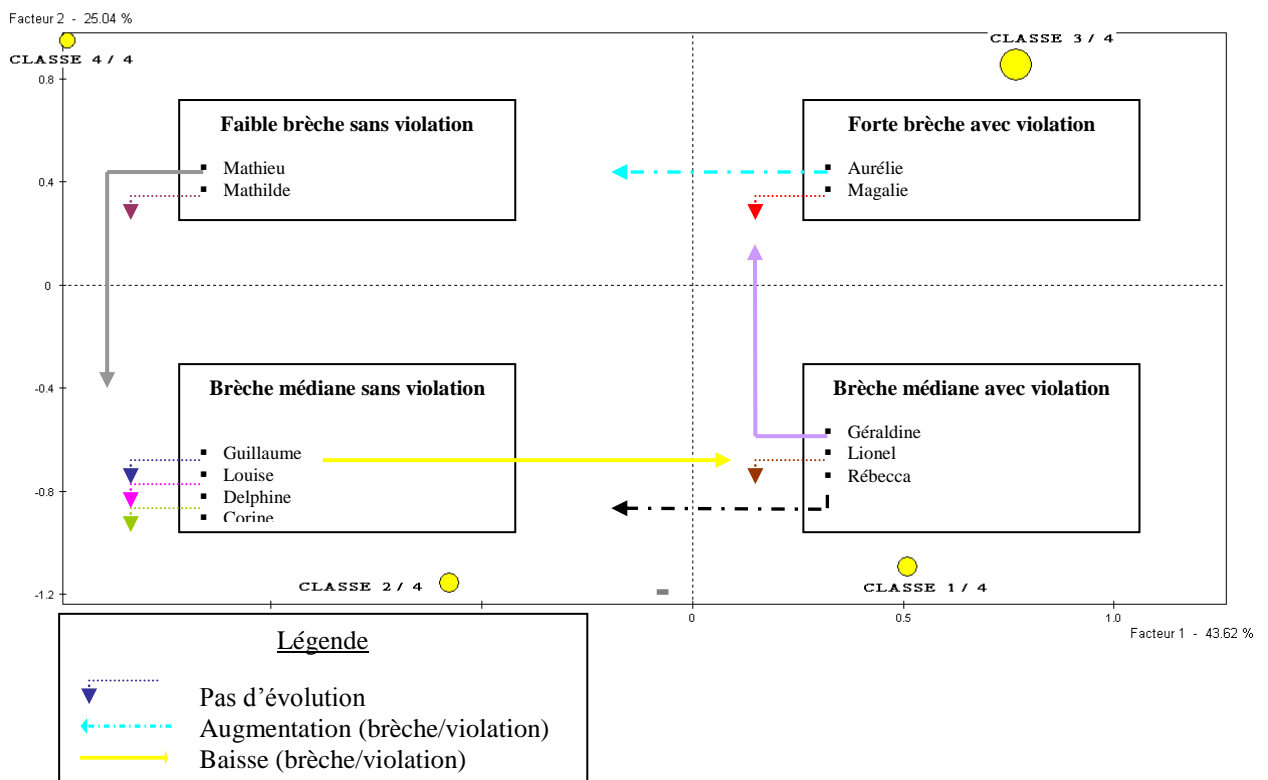 Facteur 2 - 25.04 %
CLASSE 4 / 4
CLASSE 3 / 4
0.8
Faible brèche sans violation
Mathieu
Mathilde
Forte brèche avec violation
Aurélie
Magalie
0.4
0
-0.4
Brèche médiane sans violation
Guillaume
Louise
Delphine
Corine
Brèche médiane avec violation
Géraldine
Lionel
Rébecca
-0.8
CLASSE 2 / 4
CLASSE 1 / 4
-1.2
0
0.5
1.0
Facteur 1 - 43.62 %
Légende
Pas d’évolution
Augmentation (brèche/violation)
Baisse (brèche/violation)